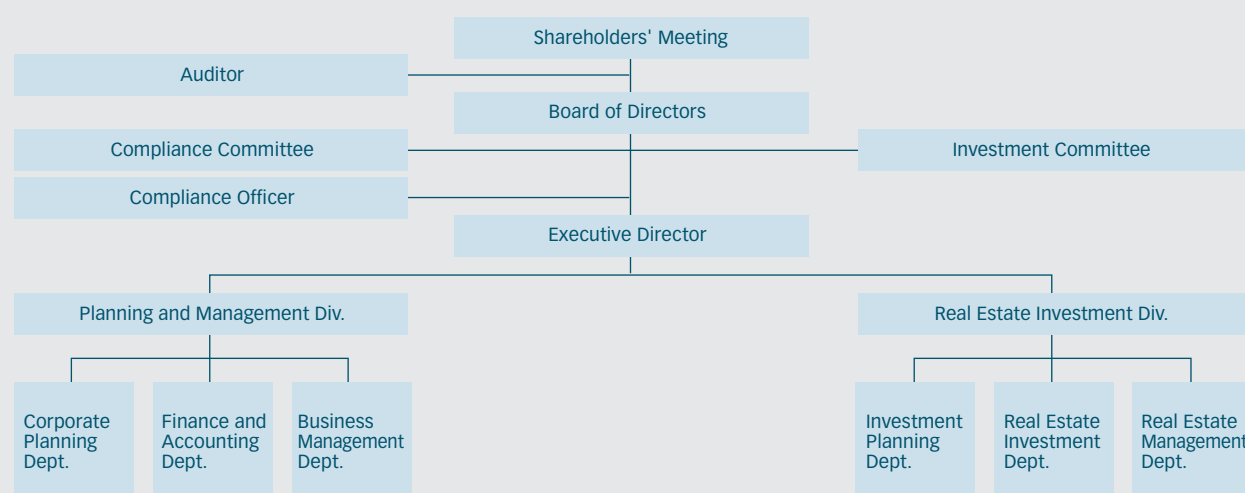 Shareholders' Meeting
Auditor
Board of Directors
Compliance Committee
Investment Committee
Compliance Officer
Executive Director
Planning and Management Div.
Real Estate Investment Div.
Corporate
Planning
Dept.
Finance and
Accounting
Dept.
Business
Management
Dept.
Investment
Planning
Dept.
Real Estate
Investment
Dept.
Real Estate
Management
Dept.